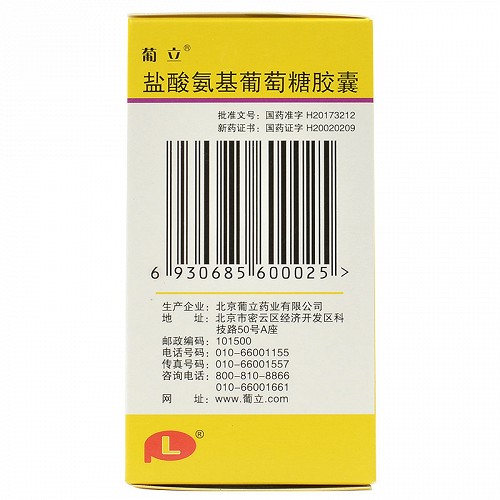 葡立®
盐酸氨基葡萄糖胶囊
批准文号：国药准字 H20173212
新药证书：国药证字 H20020209
6 930685 600025 >
生产企业：北京葡立药业有限公司
地　　址：北京市密云区经济开发区科
技路50号A座
邮政编码：101500
电话号码：010-66001155
传真号码：010-66001557
咨询电话：800-810-8866
010-66001661
网　　址：www.葡立.com
L®